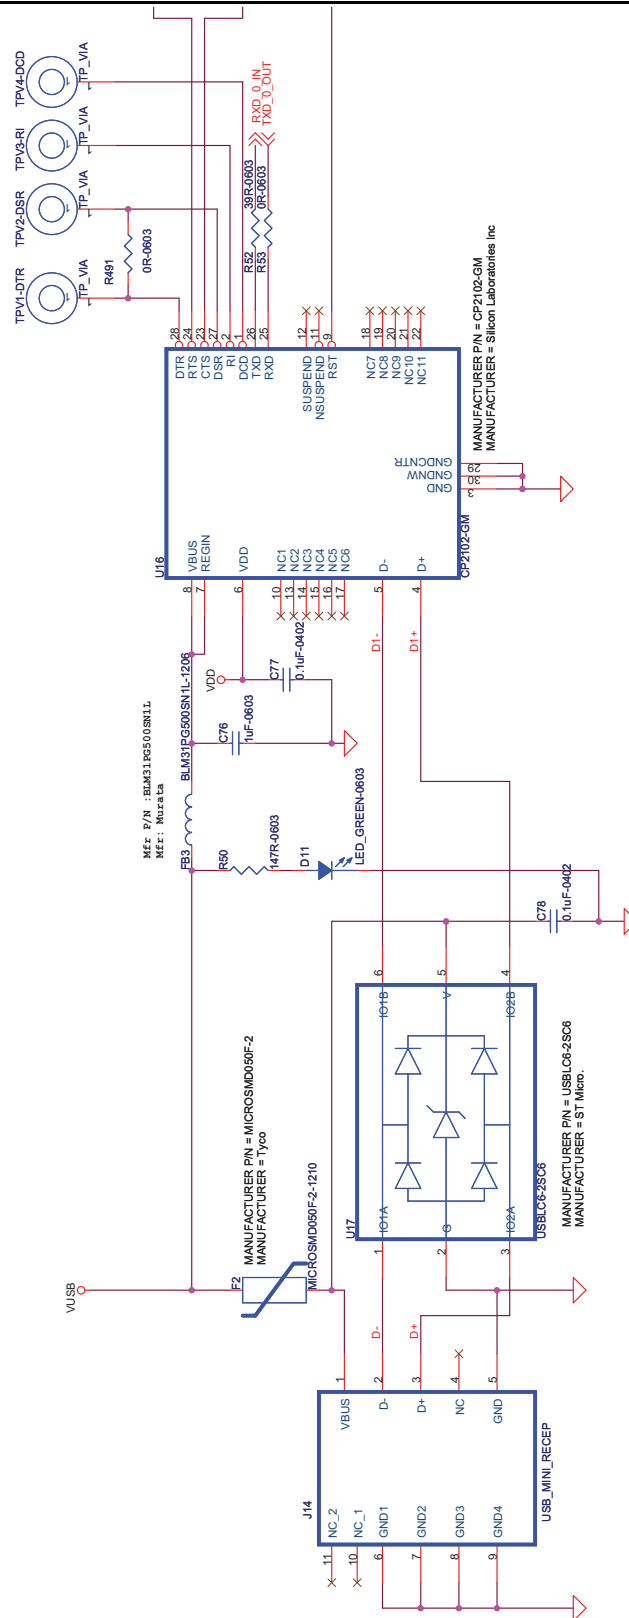 TPV4-DCD
TP_VIA
1
TPV3-RI
TP_VIA
1
TPV2-DSR
TP_VIA
1
TPV1-DTR
TP_VIA
1
R491
0R-0603
RXD_0_IN
TXD_0_OUT
39R-0603
0R-0603
R52
R53
28
24
23
27
2
1
26
25
12
11
9
18
19
20
21
22
DTR
RTS
CTS
DSR
RI
DCD
TXD
RXD
SUSPEND
NSUSPEND
RST
NC7
NC8
NC9
NC10
NC11
MANUFACTURER P/N = CP2102-GM
MANUFACTURER = Silicon Laboratories Inc
GNDCNTR
GNDNW
GND
29
30
3
U16
CP2102-GM
VBUS
REGIN
VDD
NC1
NC2
NC3
NC4
NC5
NC6
D-
D+
8
7
6
10
13
14
15
16
17
5
4
D1-
D1+
VDD
C77
0.1uF-0402
C76
1uF-0603
BLM31PG500SN1L-1206
FB3
Mfr P/N :BLM31PG500SN1L
Mfr: Murata
R50
147R-0603
D11
LED_GREEN-0603
C78
0.1uF-0402
6
5
4
IO1B
V
IO2B
IO1A
G
IO2A
U17
USBLC6-2SC6
1
2
3
MANUFACTURER P/N = USBLC6-2SC6
MANUFACTURER = ST Micro.
MANUFACTURER P/N = MICROSMD050F-2
MANUFACTURER = Tyco
F2
MICROSMD050F-2-1210
VUSB
D-
D+
1
2
3
4
5
VBUS
D-
D+
NC
GND
J14
USB_MINI_RECEP
NC_2
NC_1
GND1
GND2
GND3
GND4
11
10
6
7
8
9